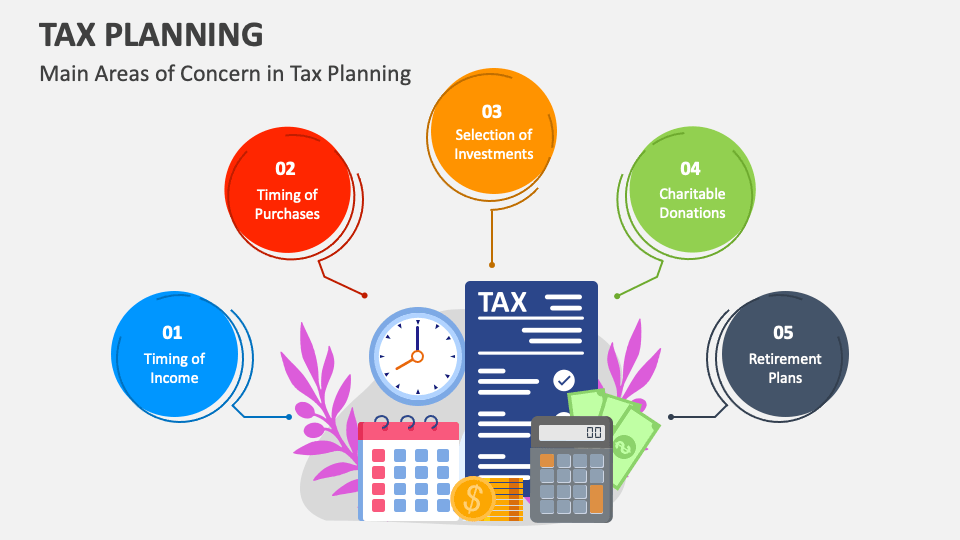 TAX PLANNING
Main Areas of Concern in Tax Planning
01
Timing of
Income
02
Timing of
Purchases
03
Selection of
Investments
04
Charitable
Donations
05
Retirement
Plans
TAX
00
$